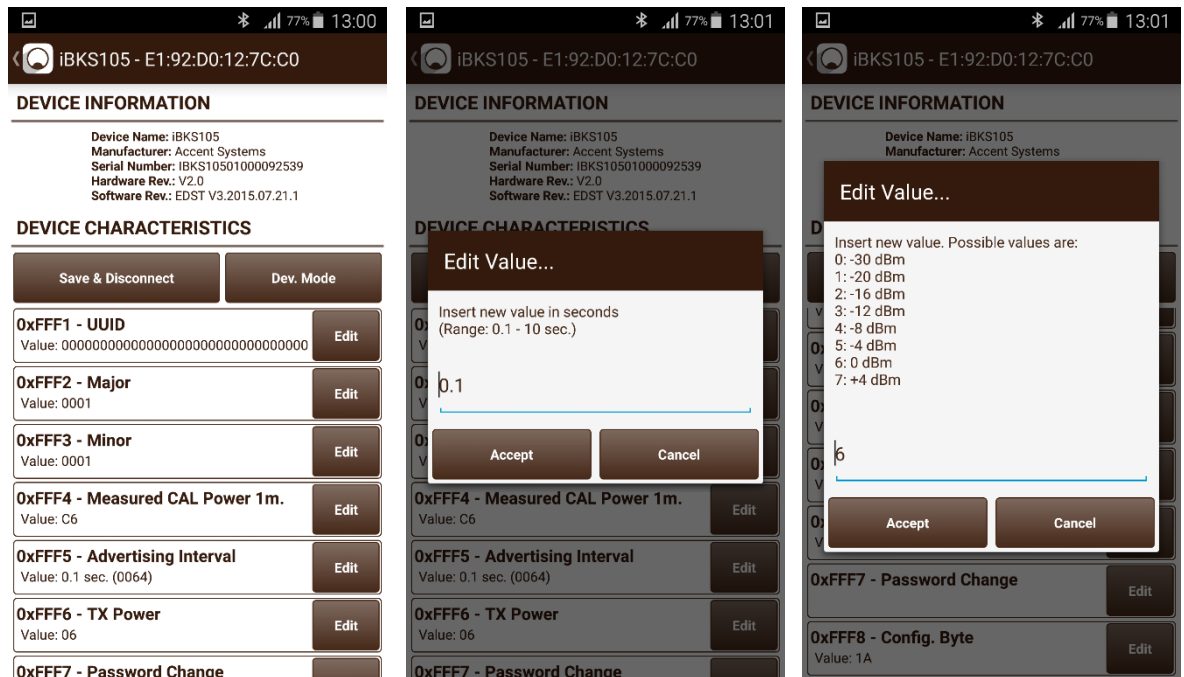 77% 13:00
iBKS105 - E1:92:D0:12:7C:C0
DEVICE INFORMATION
Device Name: iBKS105
Manufacturer: Accent Systems
Serial Number: IBKS10501000092539
Hardware Rev.: V2.0
Software Rev.: EDST V3.2015.07.21.1
DEVICE CHARACTERISTICS
Save & Disconnect
Dev. Mode
0xFFF1 - UUID
Value: 00000000000000000000000000000000
Edit
0xFFF2 - Major
Value: 0001
Edit
0xFFF3 - Minor
Value: 0001
Edit
0xFFF4 - Measured CAL Power 1m.
Value: C6
Edit
0xFFF5 - Advertising Interval
Value: 0.1 sec. (0064)
Edit
0xFFF6 - TX Power
Value: 06
Edit
0xFFF7 - Password Change
77% 13:01
iBKS105 - E1:92:D0:12:7C:C0
DEVICE INFORMATION
Device Name: iBKS105
Manufacturer: Accent Systems
Serial Number: IBKS10501000092539
Hardware Rev.: V2.0
Software Rev.: EDST V3.2015.07.21.1
DEVICE CHARACTERISTICS
Edit Value...
Insert new value in seconds
(Range: 0.1 - 10 sec.)
0.1
Accept
Cancel
0xFFF4 - Measured CAL Power 1m.
Value: C6
Edit
0xFFF5 - Advertising Interval
Value: 0.1 sec. (0064)
Edit
0xFFF6 - TX Power
Value: 06
Edit
0xFFF7 - Password Change
77% 13:01
iBKS105 - E1:92:D0:12:7C:C0
DEVICE INFORMATION
Device Name: iBKS105
Manufacturer: Accent Systems
Edit Value...
Insert new value. Possible values are:
0: -30 dBm
1: -20 dBm
2: -16 dBm
3: -12 dBm
4: -8 dBm
5: -4 dBm
6: 0 dBm
7: +4 dBm
6
Accept
Cancel
0xFFF7 - Password Change
Edit
0xFFF8 - Config. Byte
Value: 1A
Edit